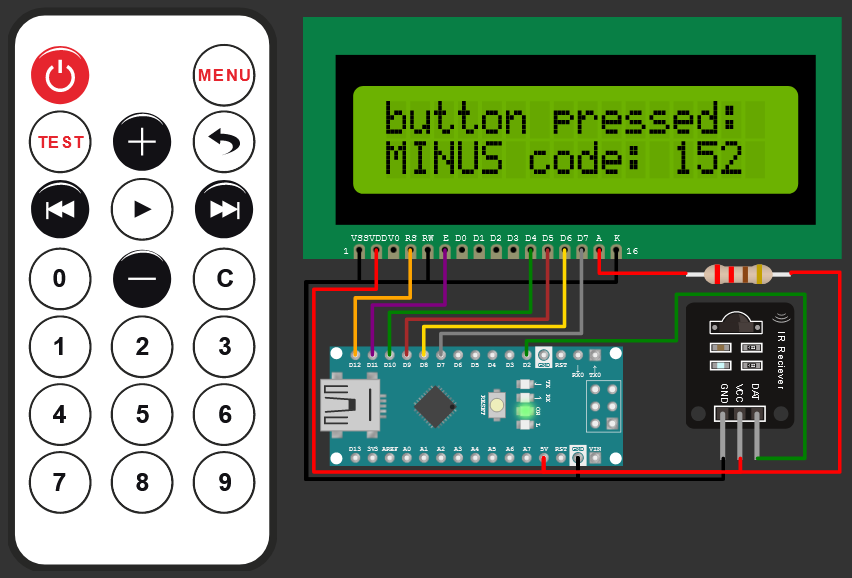 MENU
TEST
0
C
1
2
3
4
5
6
7
8
9
button pressed:
MINUS code: 152
1 VSS VDD V0 RS RW E D0 D1 D2 D3 D4 D5 D6 D7 A K 16
D12 D11 D10 D9 D8 D7 D6 D5 D4 D3 D2 GND RST RX0 TX0
RESET
TX
RX
ON
L
D13 3V3 AREF A0 A1 A2 A3 A4 A5 A6 A7 5V RST GND VIN
IR Reciever
GND
VCC
DAT